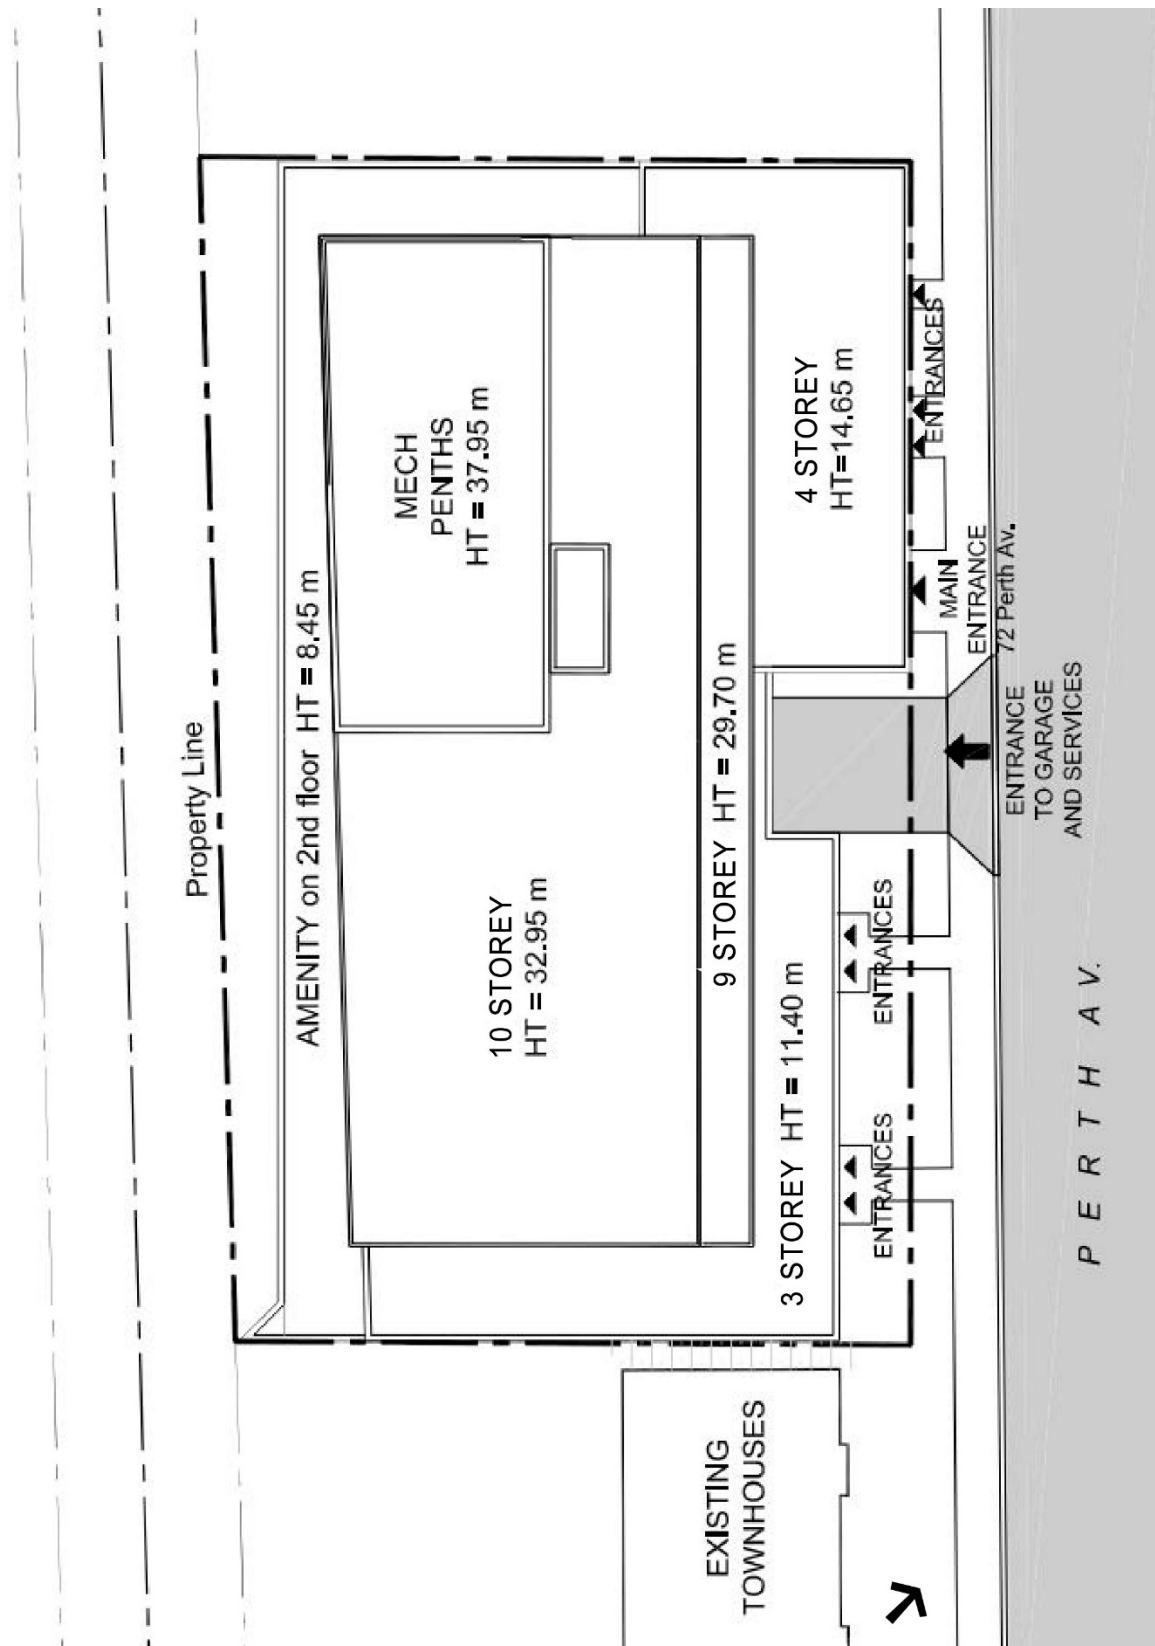 Property Line
AMENITY on 2nd floor HT = 8.45 m
MECH
PENTHS
HT = 37.95 m
10 STOREY
HT = 32.95 m
9 STOREY HT = 29.70 m
3 STOREY HT = 11.40 m
4 STOREY
HT=14.65 m
ENTRANCES
ENTRANCES
ENTRANCES
MAIN
ENTRANCE
72 Perth Av.
ENTRANCE
TO GARAGE
AND SERVICES
PERTH AV.
EXISTING
TOWNHOUSES